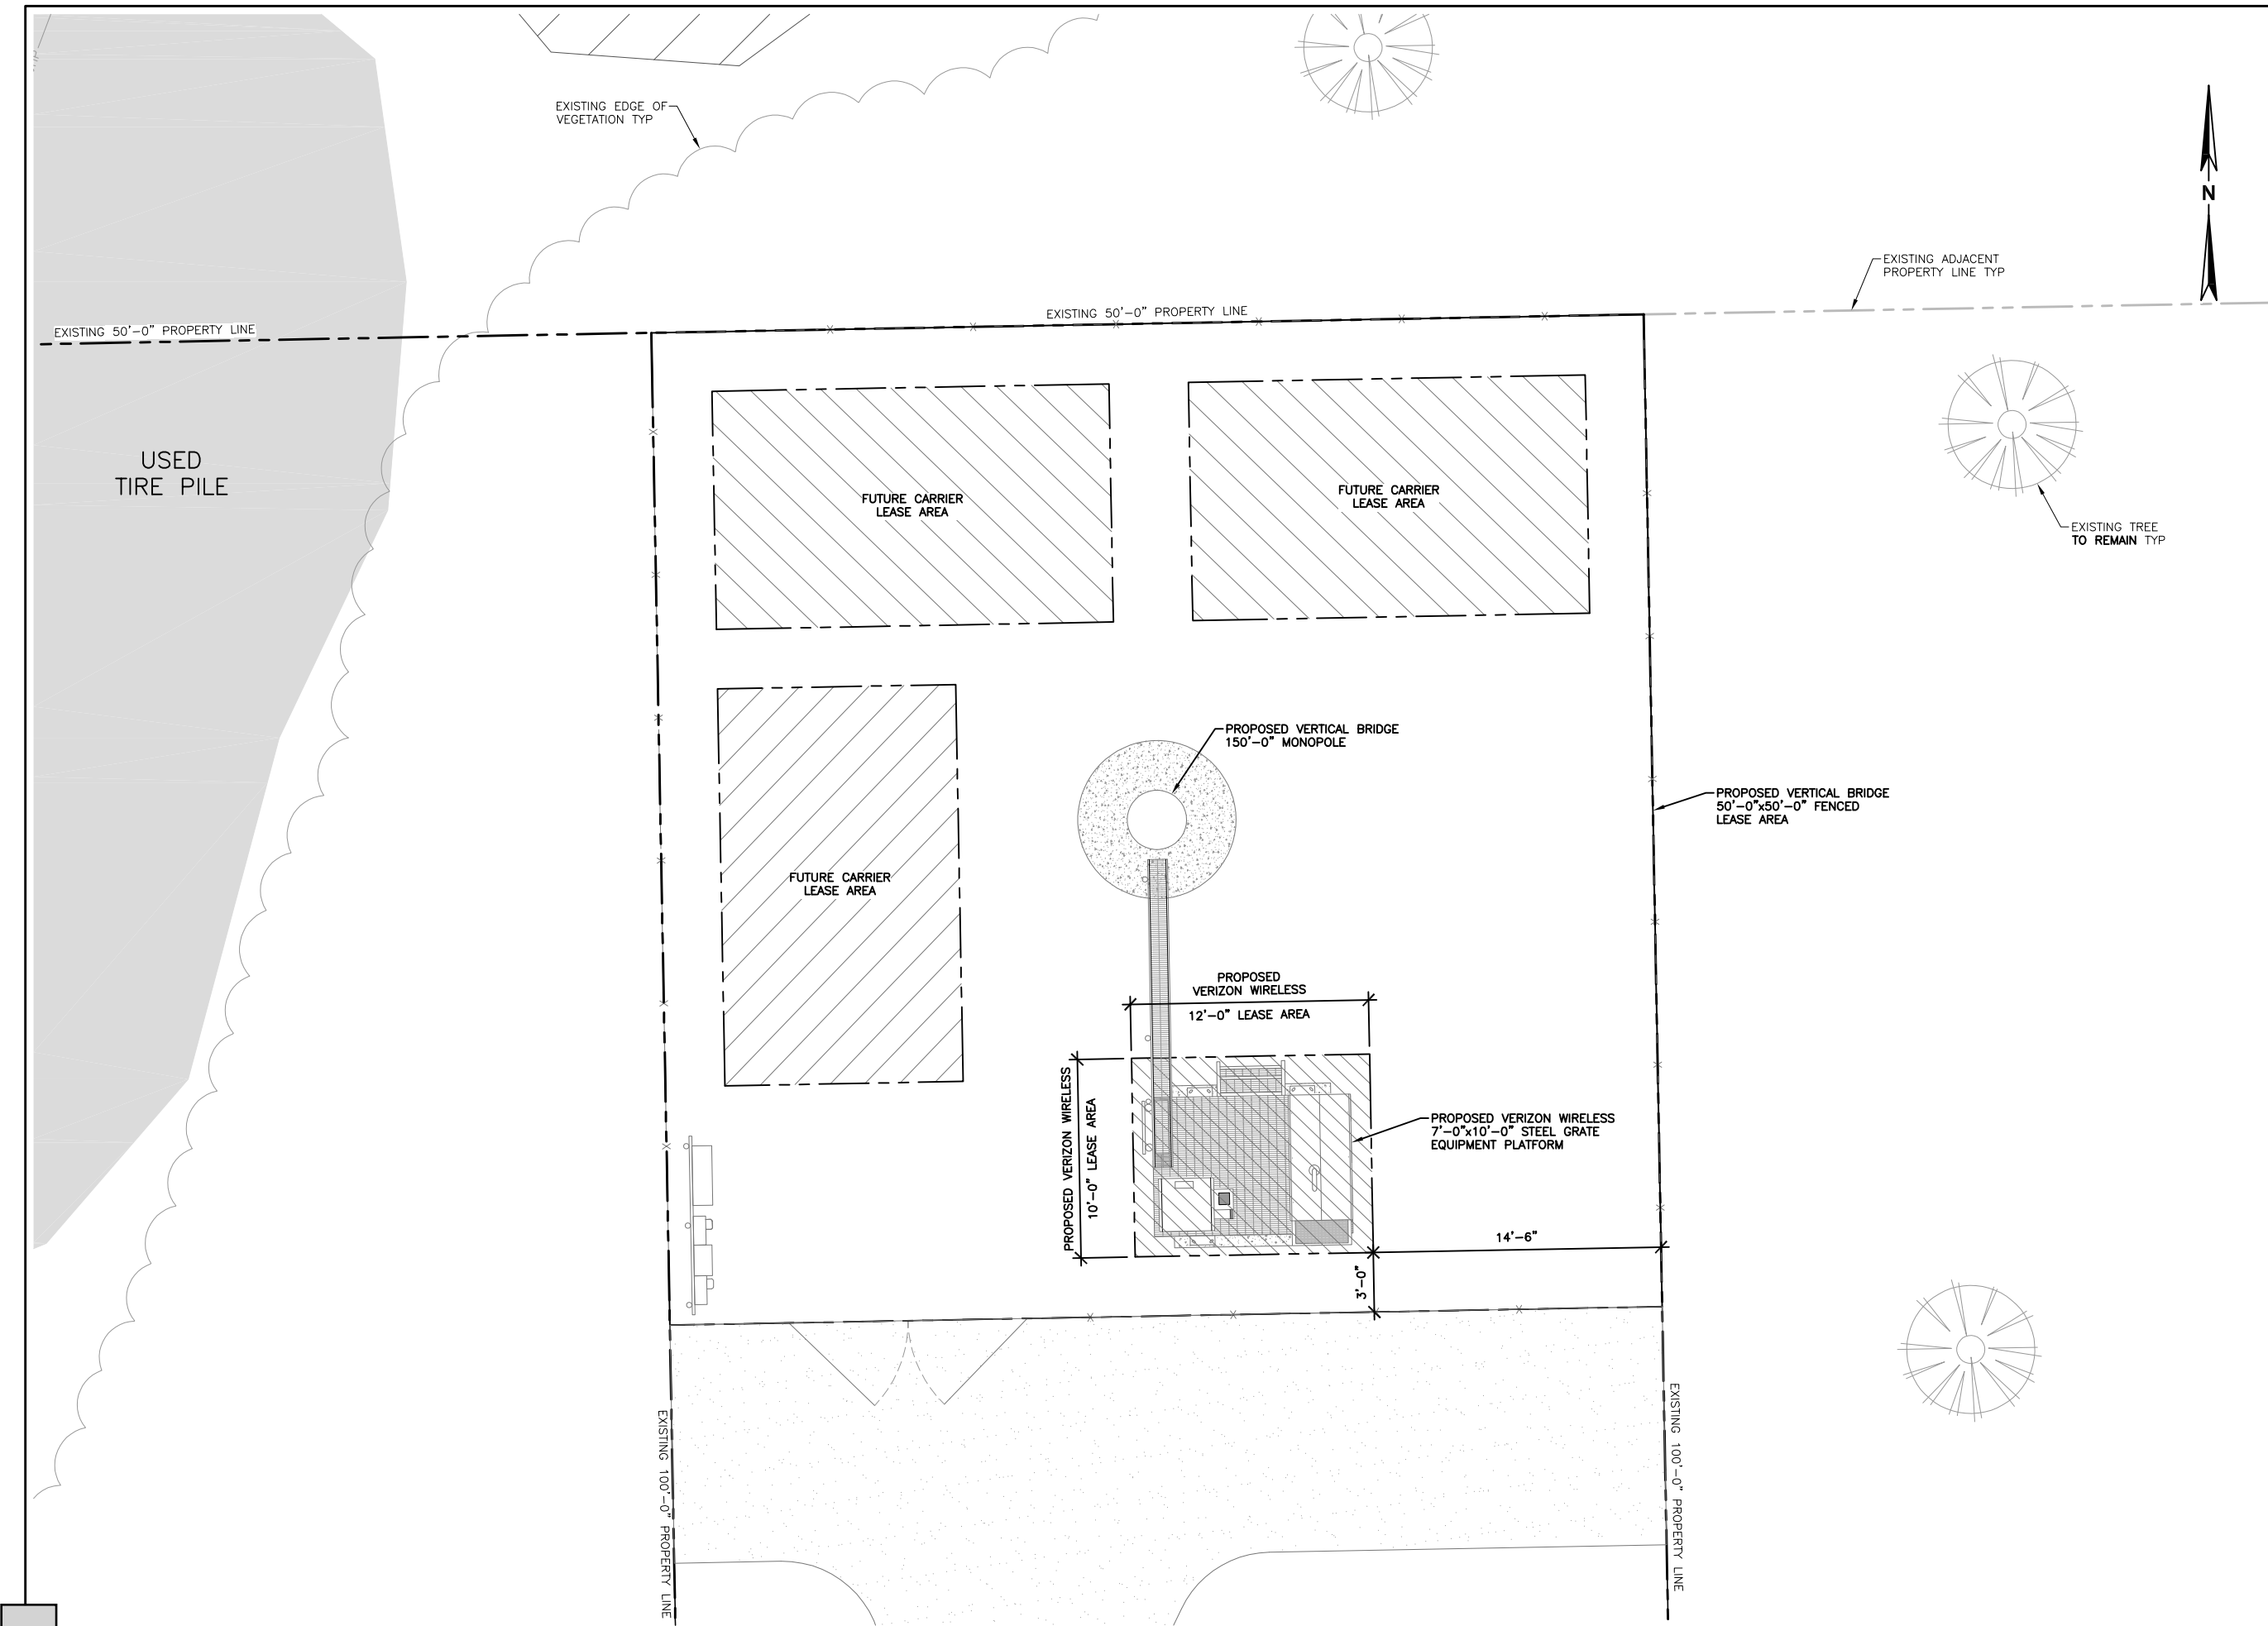 EXISTING EDGE OF
VEGETATION TYP
N
EXISTING ADJACENT
PROPERTY LINE TYP
EXISTING 50'-0" PROPERTY LINE
EXISTING 50'-0" PROPERTY LINE
USED
TIRE PILE
FUTURE CARRIER
LEASE AREA
FUTURE CARRIER
LEASE AREA
EXISTING TREE
TO REMAIN TYP
PROPOSED VERTICAL BRIDGE
150'-0" MONOPOLE
PROPOSED VERTICAL BRIDGE
50'-0"x50'-0" FENCED
LEASE AREA
FUTURE CARRIER
LEASE AREA
PROPOSED
VERIZON WIRELESS
12'-0" LEASE AREA
PROPOSED VERIZON WIRELESS
10'-0" LEASE AREA
PROPOSED VERIZON WIRELESS
7'-0"x10'-0" STEEL GRATE
EQUIPMENT PLATFORM
14'-6"
3'-0"
EXISTING 100'-0" PROPERTY LINE
EXISTING 100'-0" PROPERTY LINE